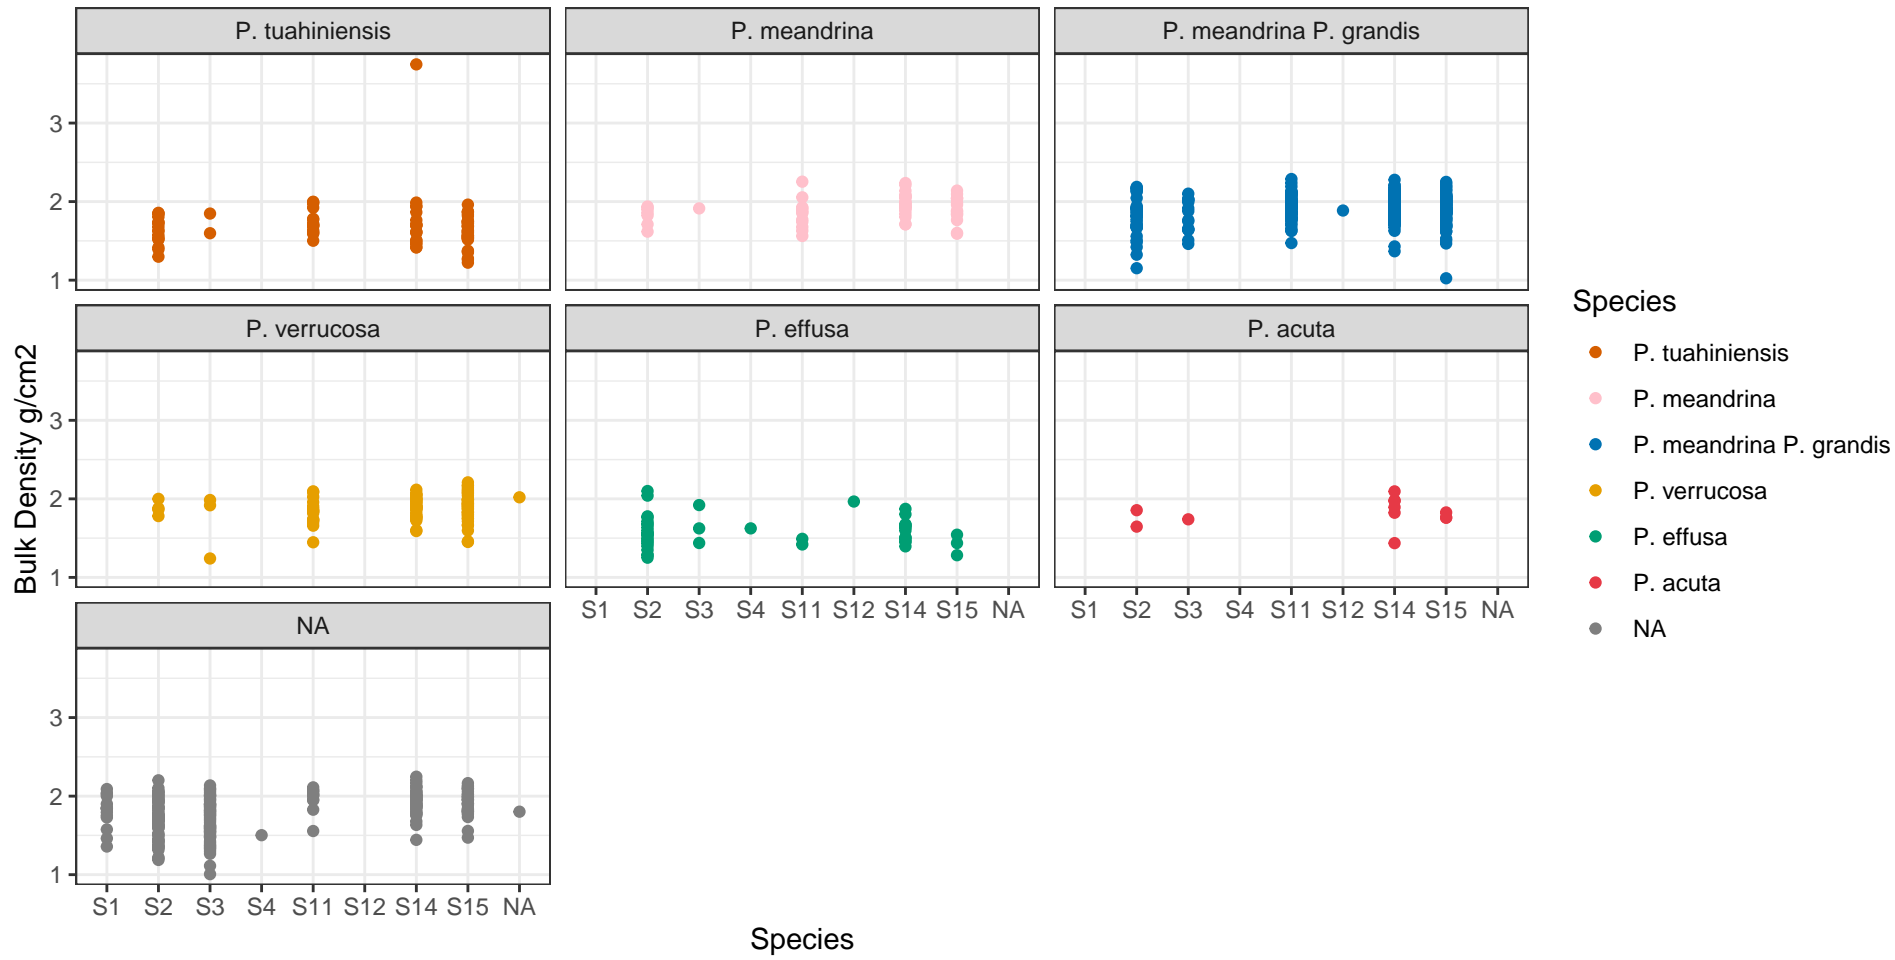 P. tuahiniensis
P. meandrina
P. meandrina P. grandis
3
2
1
P. verrucosa
P. effusa
P. acuta
3
2
1
S1 S2 S3 S4 S11 S12 S14 S15 NA
S1 S2 S3 S4 S11 S12 S14 S15 NA
NA
3
2
1
S1 S2 S3 S4 S11 S12 S14 S15 NA
Species
Bulk Density g/cm2
Species
P. tuahiniensis
P. meandrina
P. meandrina P. grandis
P. verrucosa
P. effusa
P. acuta
NA